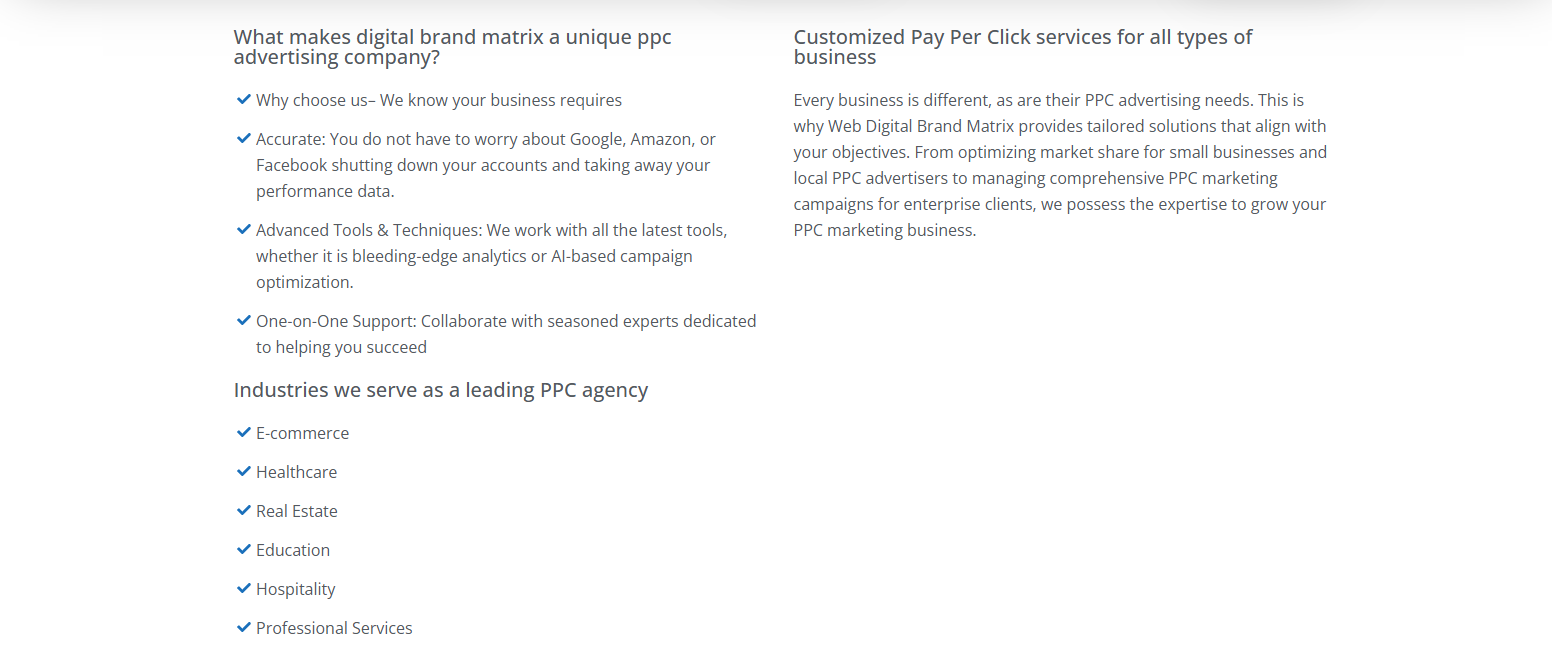 What makes digital brand matrix a unique ppc
advertising company?
Why choose us– We know your business requires
Accurate: You do not have to worry about Google, Amazon, or
Facebook shutting down your accounts and taking away your
performance data.
Advanced Tools & Techniques: We work with all the latest tools,
whether it is bleeding-edge analytics or AI-based campaign
optimization.
One-on-One Support: Collaborate with seasoned experts dedicated
to helping you succeed
Industries we serve as a leading PPC agency
E-commerce
Healthcare
Real Estate
Education
Hospitality
Professional Services
Customized Pay Per Click services for all types of
business
Every business is different, as are their PPC advertising needs. This is
why Web Digital Brand Matrix provides tailored solutions that align with
your objectives. From optimizing market share for small businesses and
local PPC advertisers to managing comprehensive PPC marketing
campaigns for enterprise clients, we possess the expertise to grow your
PPC marketing business.